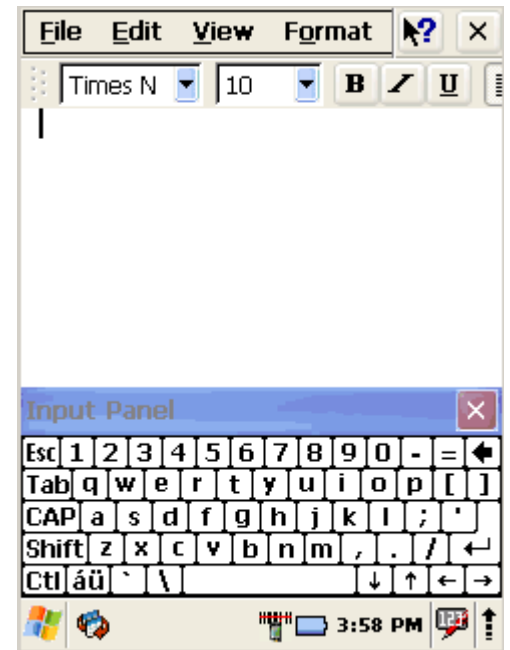 File Edit View Format ?
Times N 10 B I U
Input Panel
Esc 1 2 3 4 5 6 7 8 9 0 - =
Tab q w e r t y u i o p [ ]
CAP a s d f g h j k l ; '
Shift z x c v b n m , . /
Ctl áü ` \ ↓ ↑ ← →
3:58 PM 123